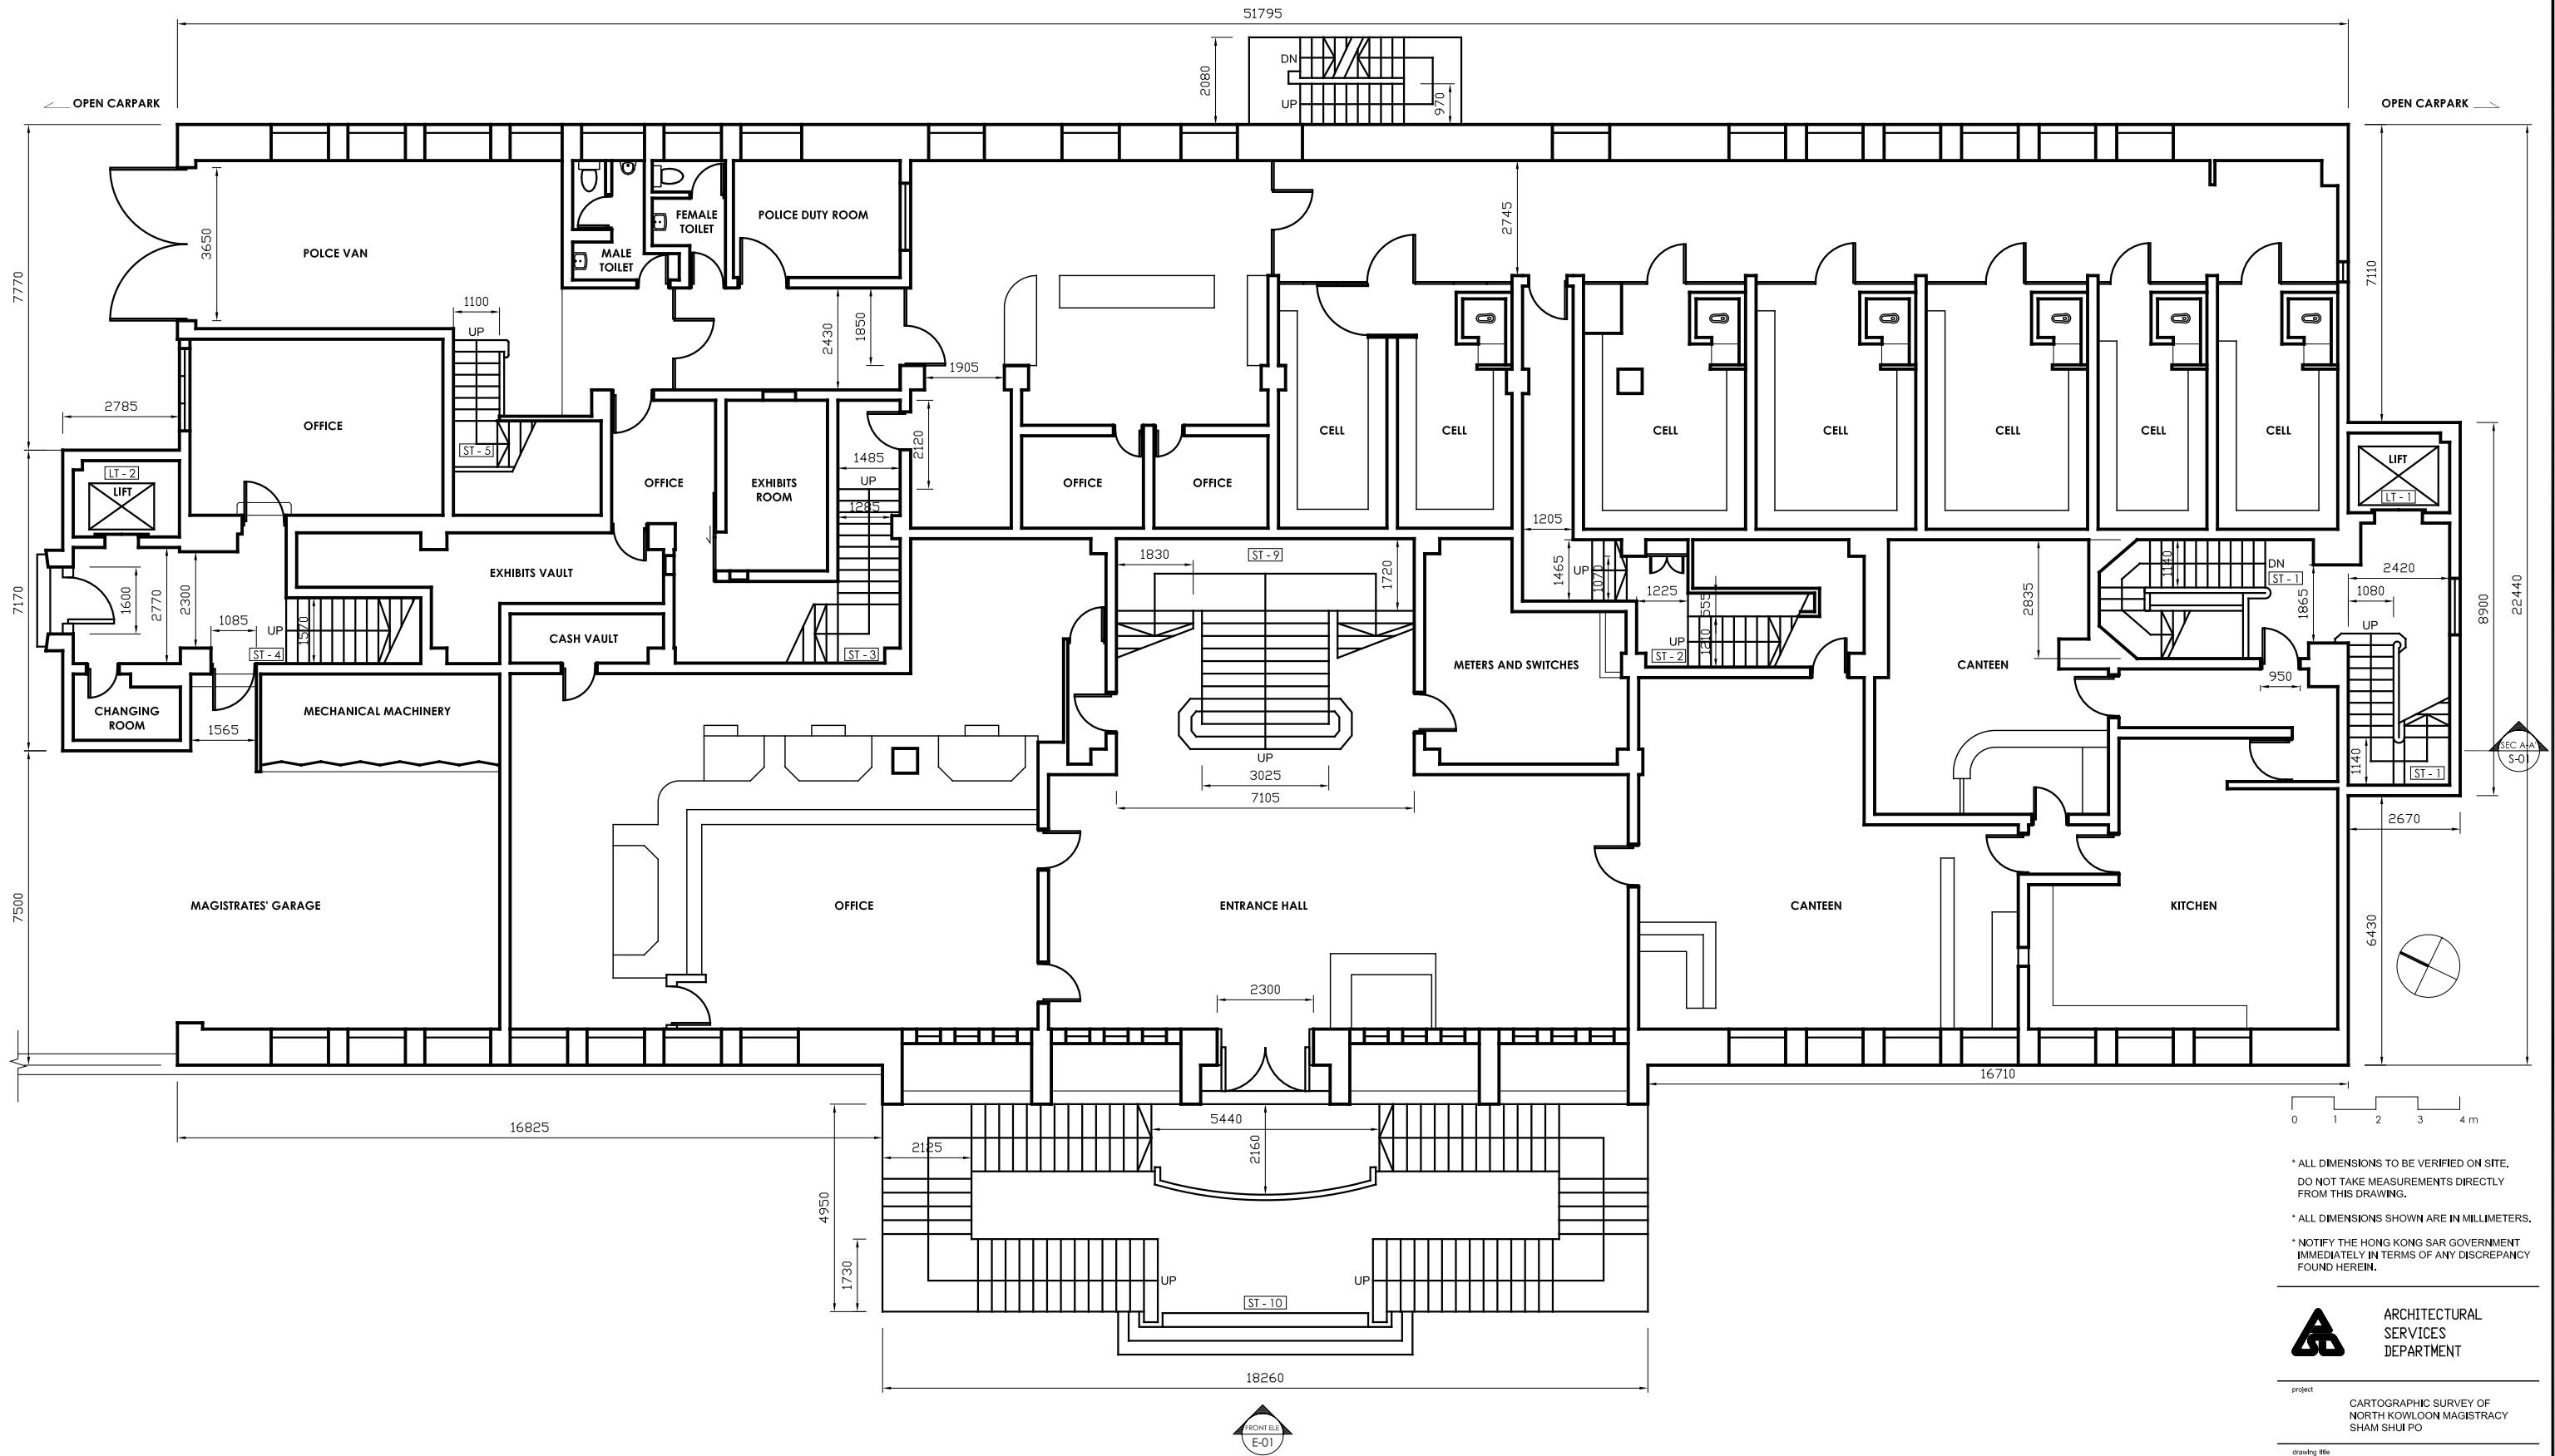 51795
2080
DN
UP
970
OPEN CARPARK
OPEN CARPARK
7770
3650
POLCE VAN
MALE
TOILET
FEMALE
TOILET
POLICE DUTY ROOM
2745
7110
22440
1100
UP
ST - 5
2430
1850
1905
2785
OFFICE
LT - 2
LIFT
OFFICE
EXHIBITS
ROOM
1485
UP
1285
2120
OFFICE
OFFICE
CELL
CELL
CELL
CELL
CELL
CELL
CELL
LIFT
LT - 1
7170
1600
2770
2300
1085
UP
1570
ST - 4
EXHIBITS VAULT
CASH VAULT
ST - 3
1830
ST - 9
1720
1205
1465
UP
1070
1225
555
UP
1210
ST - 2
2835
1140
DN
ST - 1
1865
2420
1080
UP
8900
CHANGING
ROOM
1565
MECHANICAL MACHINERY
METERS AND SWITCHES
CANTEEN
950
1140
ST - 1
SEC A-A'
S-01
UP
3025
7105
2670
7500
MAGISTRATES' GARAGE
OFFICE
ENTRANCE HALL
CANTEEN
KITCHEN
6430
2300
16825
16710
5440
2160
2125
4950
1730
UP
UP
ST - 10
18260
FRONT ELE
E-01
0 1 2 3 4 m
* ALL DIMENSIONS TO BE VERIFIED ON SITE,
DO NOT TAKE MEASUREMENTS DIRECTLY
FROM THIS DRAWING.
* ALL DIMENSIONS SHOWN ARE IN MILLIMETERS.
* NOTIFY THE HONG KONG SAR GOVERNMENT
IMMEDIATELY IN TERMS OF ANY DISCREPANCY
FOUND HEREIN.
ASD
ARCHITECTURAL
SERVICES
DEPARTMENT
project
CARTOGRAPHIC SURVEY OF
NORTH KOWLOON MAGISTRACY
SHAM SHUI PO
drawing title